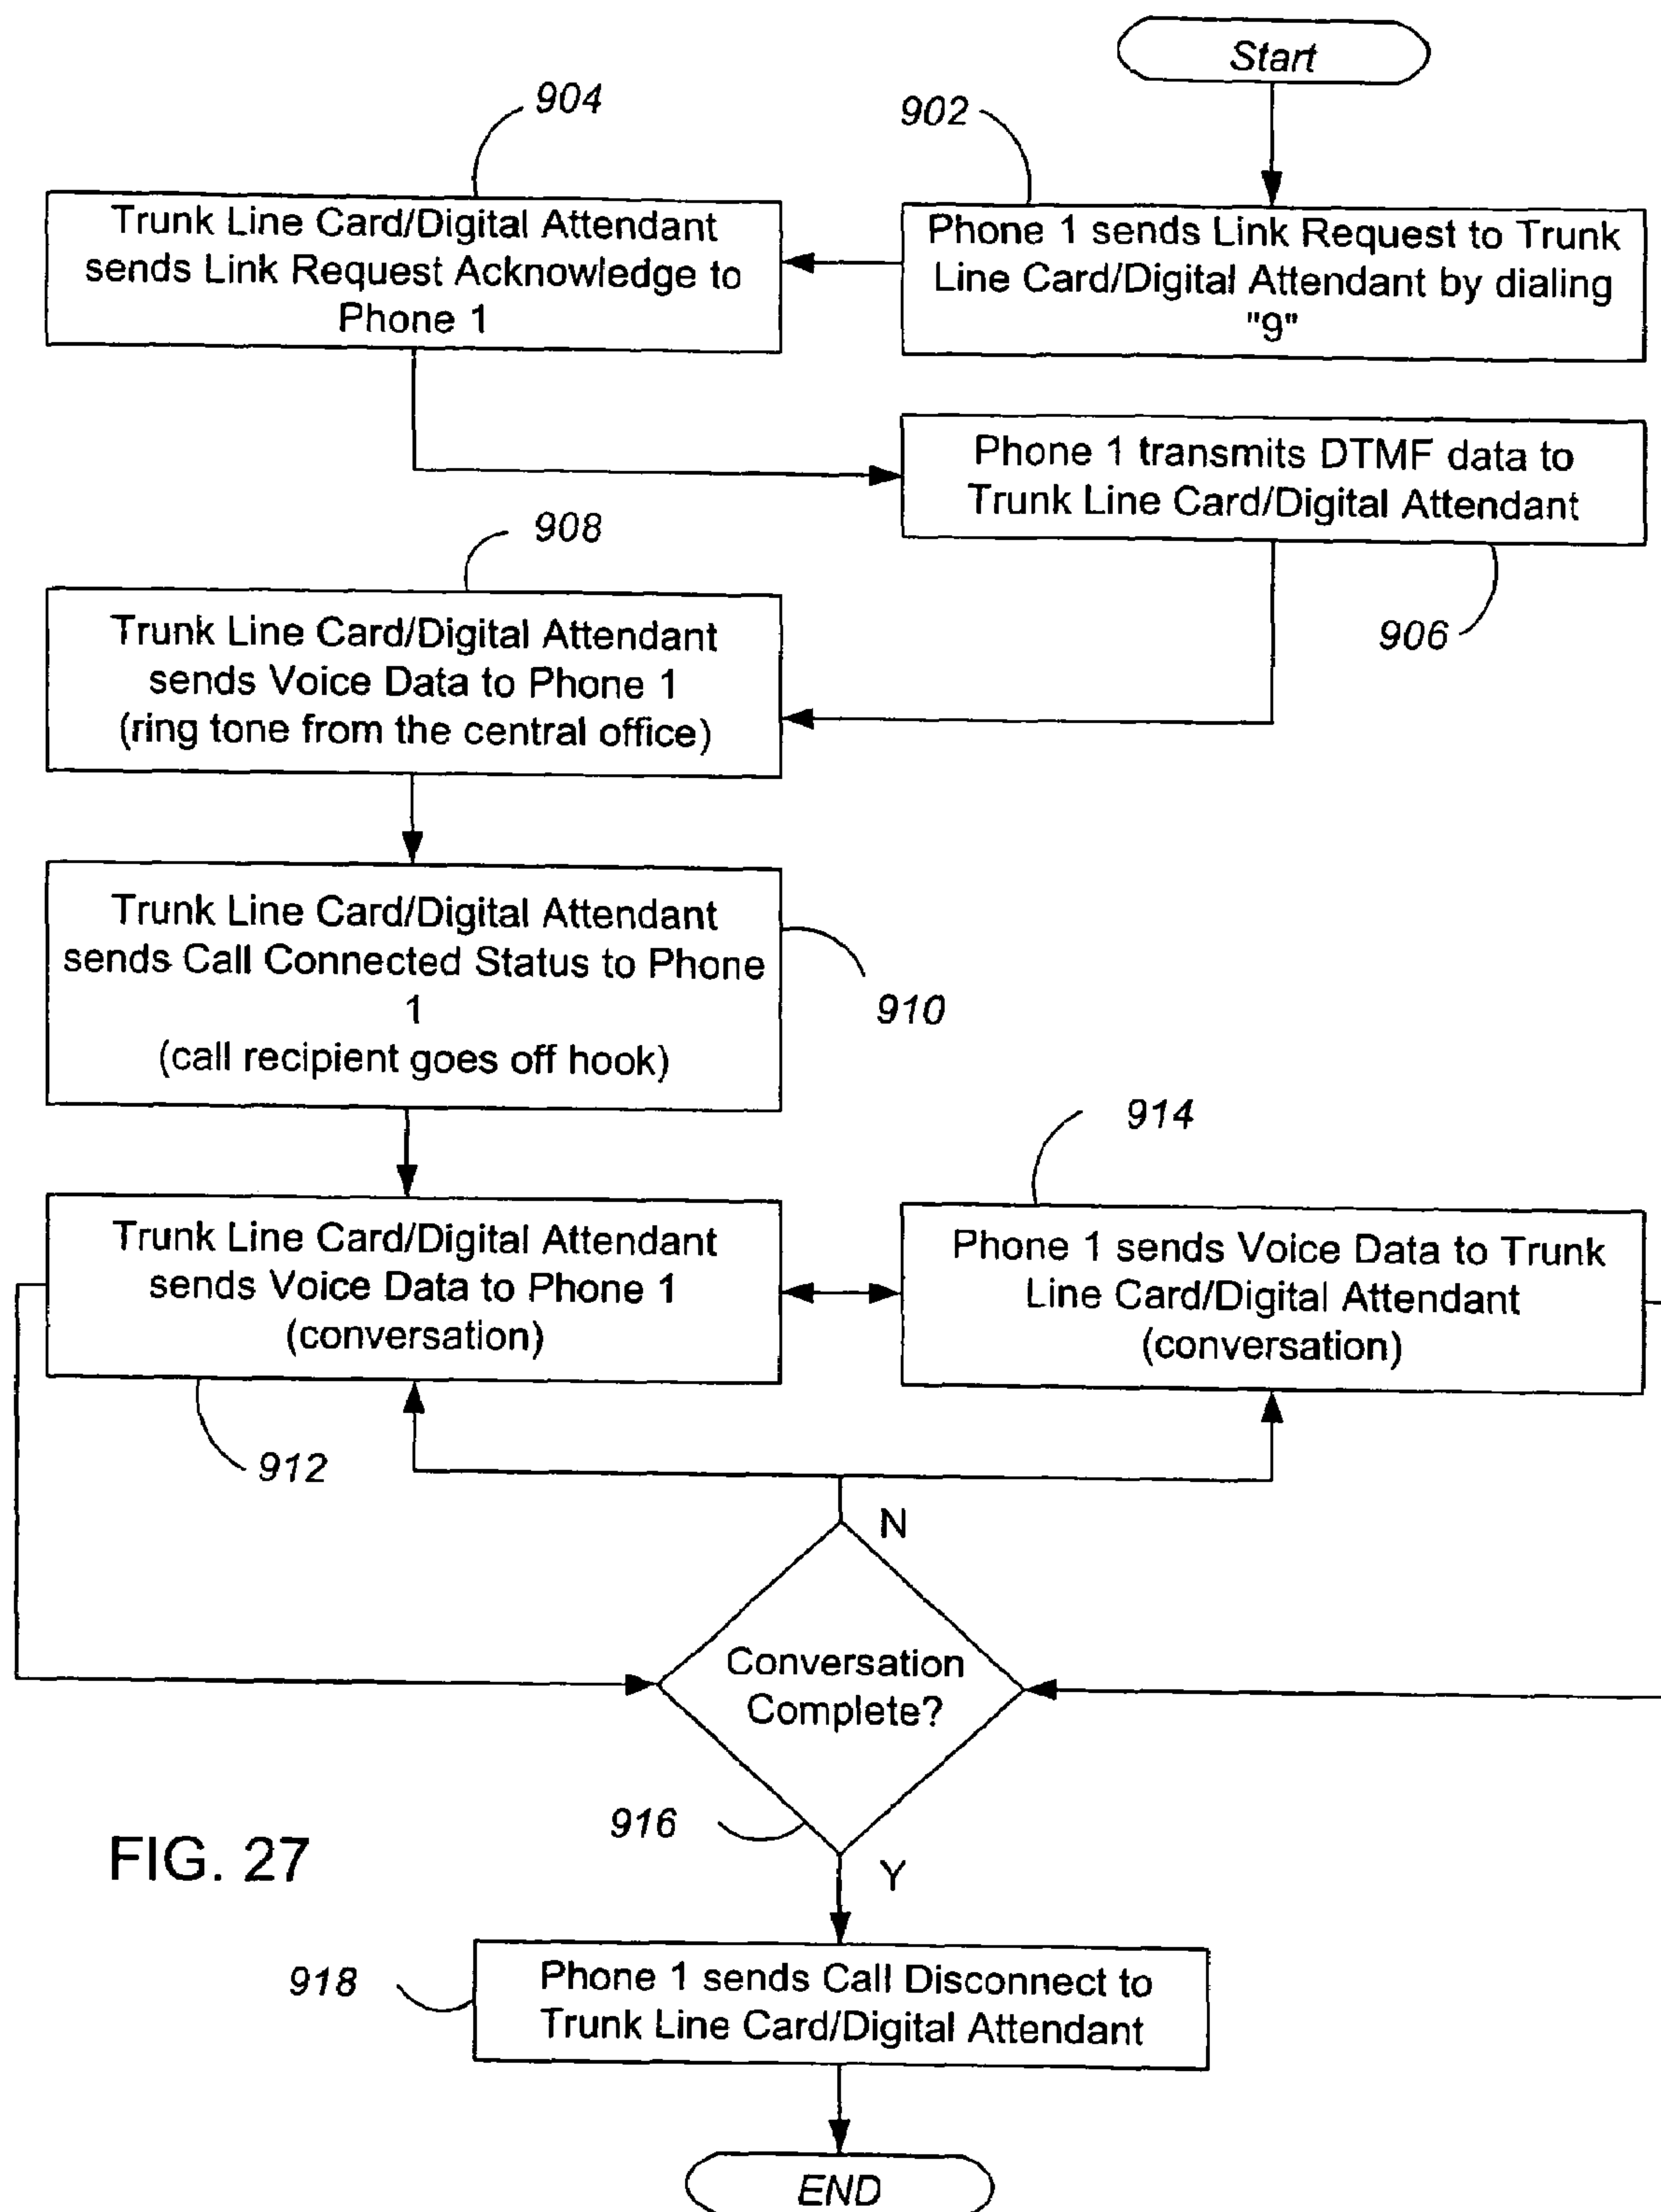 Start
904
902
Trunk Line Card/Digital Attendant
sends Link Request Acknowledge to
Phone 1
Phone 1 sends Link Request to Trunk
Line Card/Digital Attendant by dialing
"9"
Phone 1 transmits DTMF data to
Trunk Line Card/Digital Attendant
906
908
Trunk Line Card/Digital Attendant
sends Voice Data to Phone 1
(ring tone from the central office)
Trunk Line Card/Digital Attendant
sends Call Connected Status to Phone
1
(call recipient goes off hook)
910
914
Trunk Line Card/Digital Attendant
sends Voice Data to Phone 1
(conversation)
Phone 1 sends Voice Data to Trunk
Line Card/Digital Attendant
(conversation)
912
N
Conversation
Complete?
916
FIG. 27
Y
918
Phone 1 sends Call Disconnect to
Trunk Line Card/Digital Attendant
END